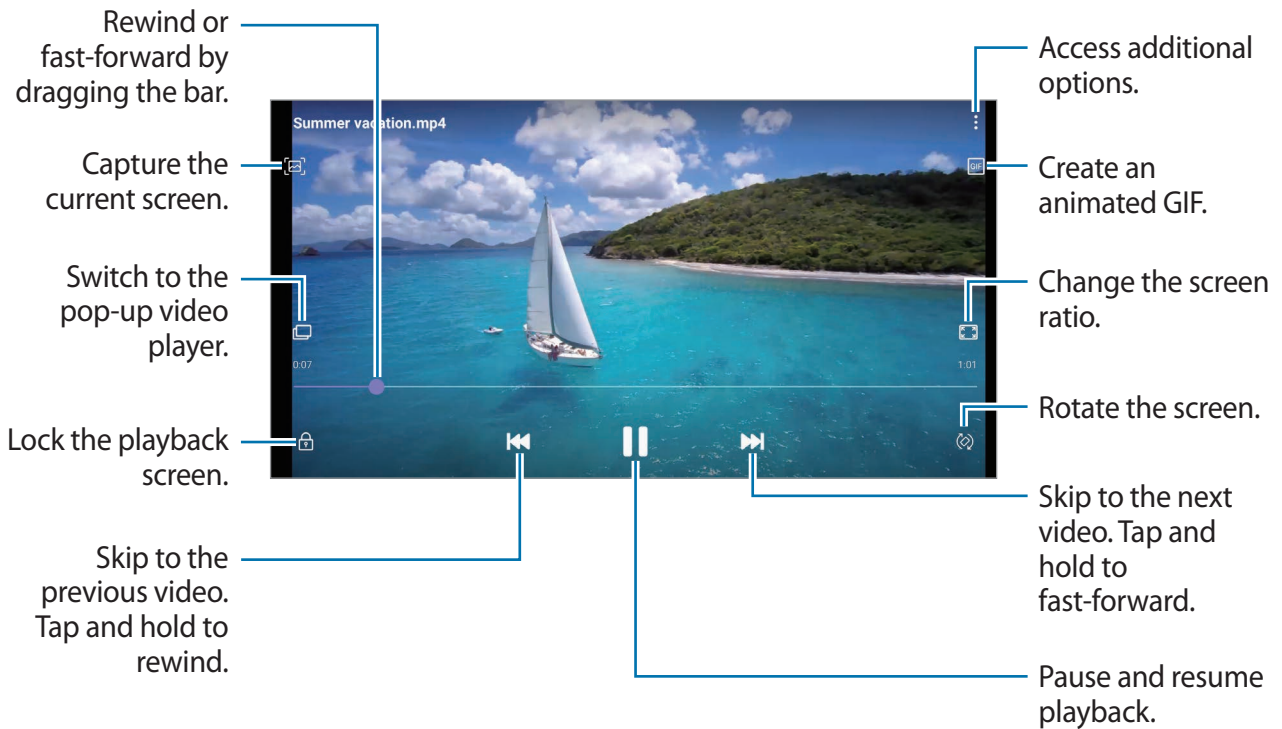 Rewind or
fast-forward by
dragging the bar.
Capture the
current screen.
Switch to the
pop-up video
player.
Lock the playback
screen.
Skip to the
previous video.
Tap and hold to
rewind.
Summer vacation.mp4
GIF
0:07
1:01
Access additional
options.
Create an
animated GIF.
Change the screen
ratio.
Rotate the screen.
Skip to the next
video. Tap and
hold to
fast-forward.
Pause and resume
playback.